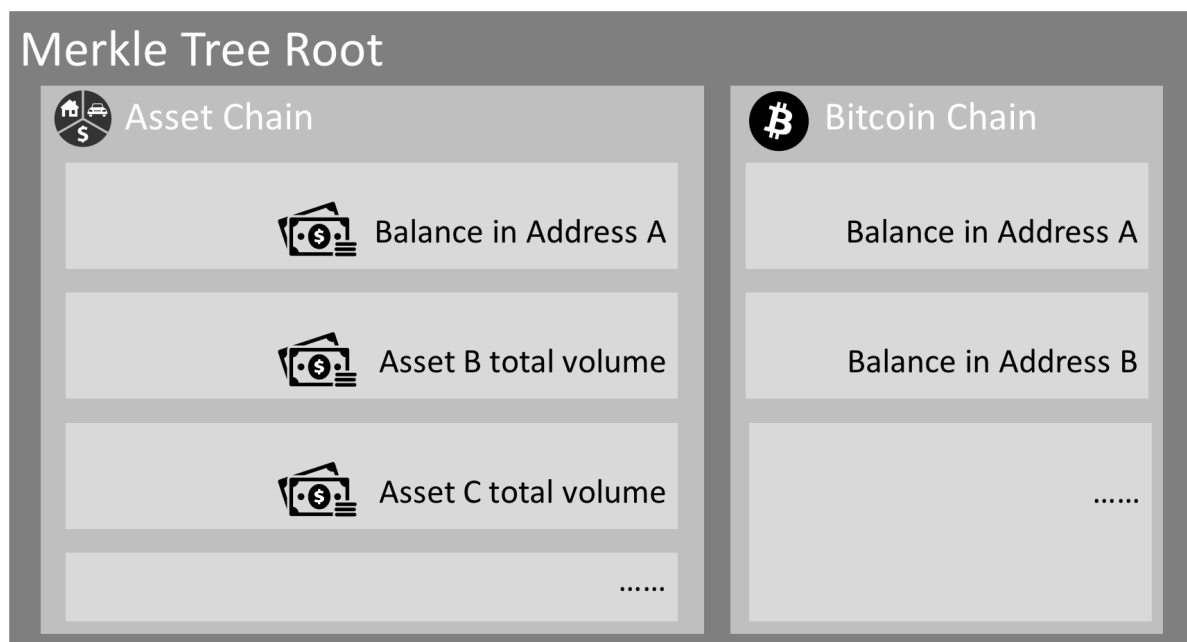 Merkle Tree Root
Asset Chain
Balance in Address A
Asset B total volume
Asset C total volume
......
Bitcoin Chain
Balance in Address A
Balance in Address B
......